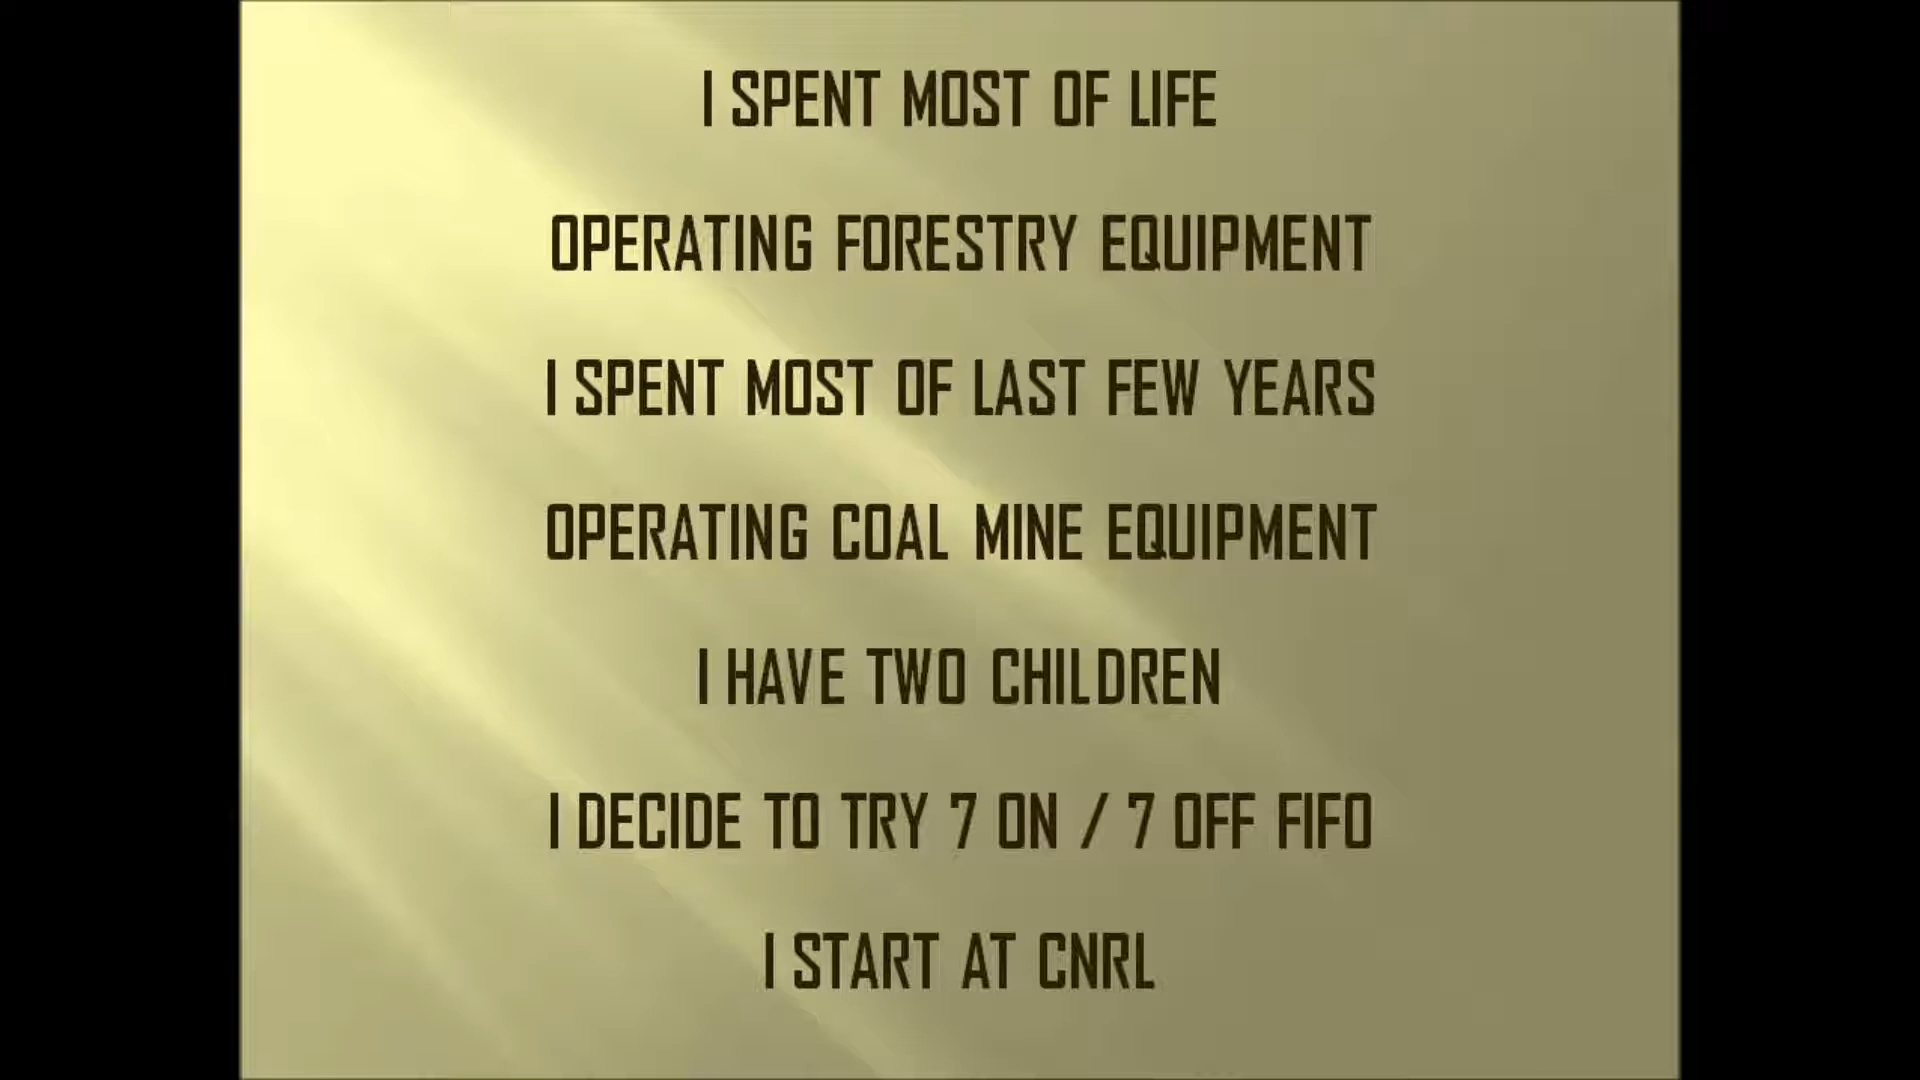 I SPENT MOST OF LIFE
OPERATING FORESTRY EQUIPMENT
I SPENT MOST OF LAST FEW YEARS
OPERATING COAL MINE EQUIPMENT
I HAVE TWO CHILDREN
I DECIDE TO TRY 7 ON / 7 OFF FIFO
I START AT CNRL